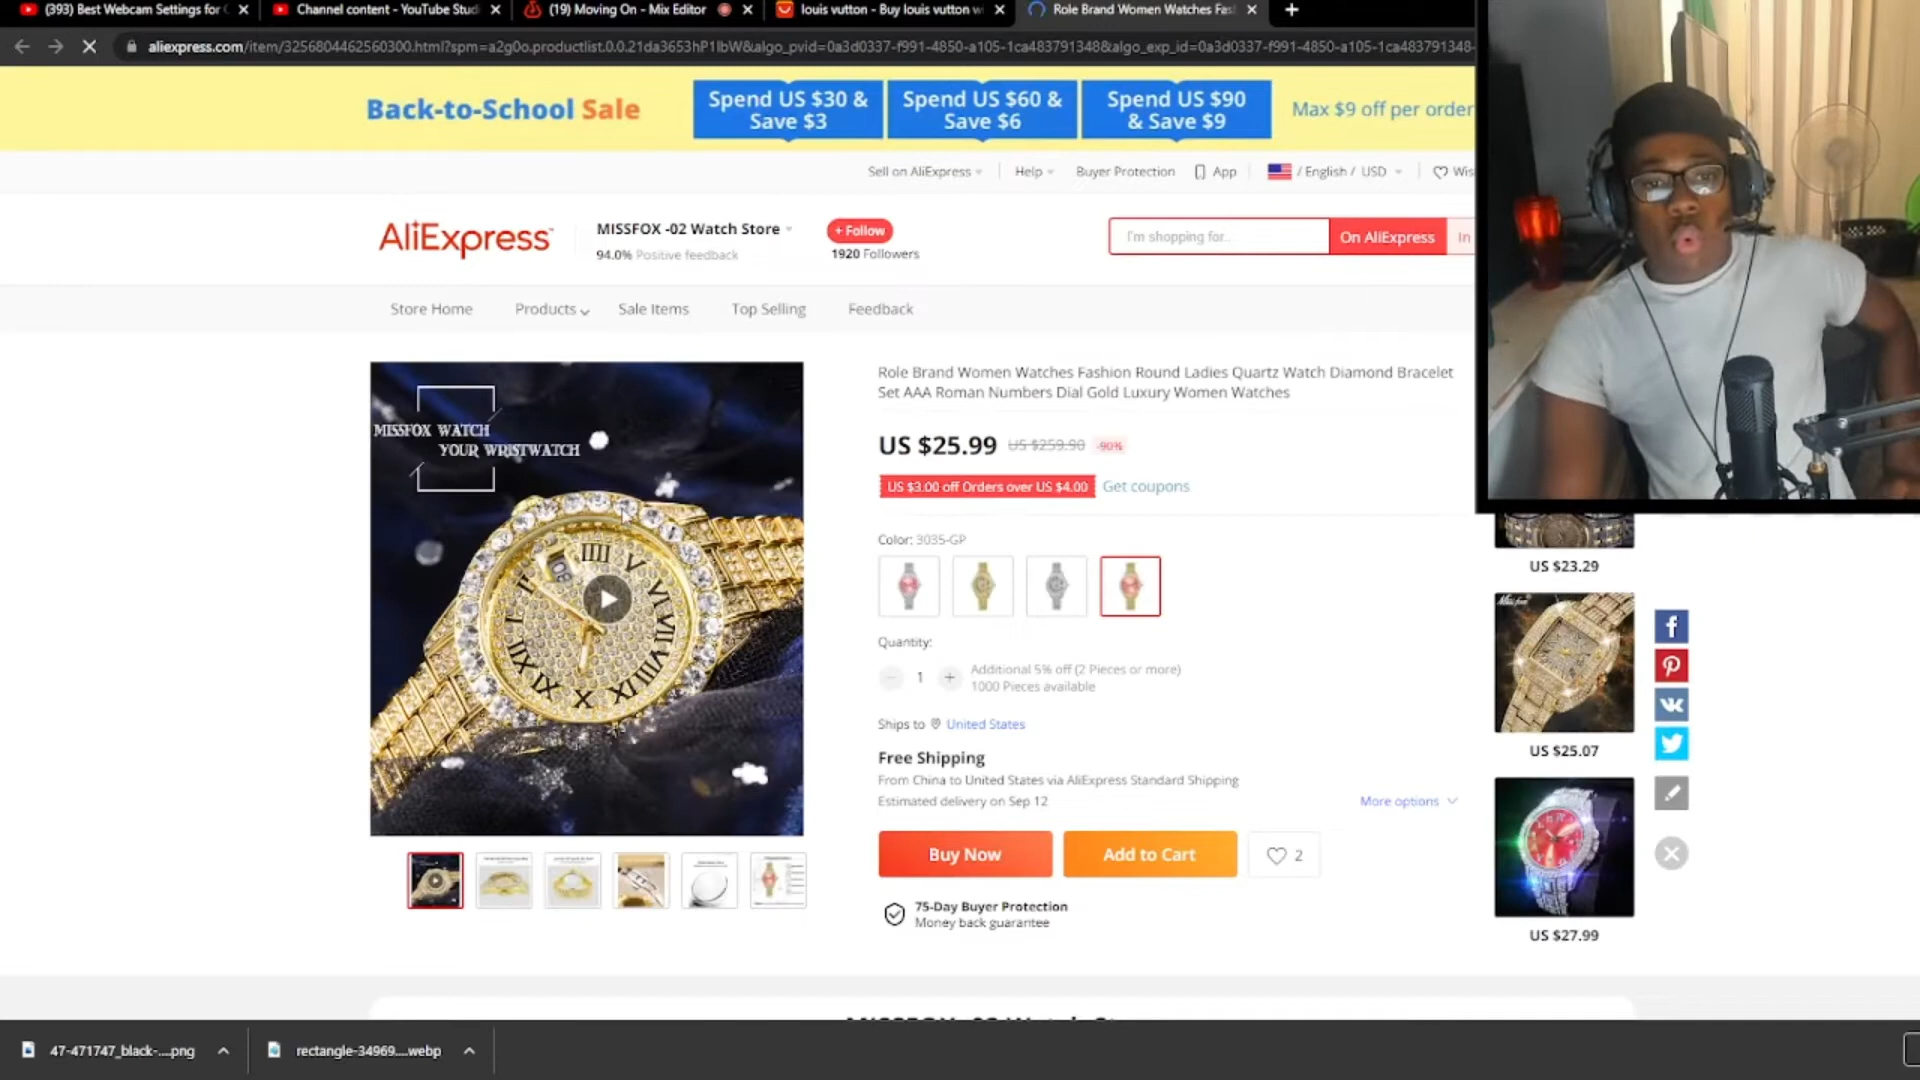 (393) Best Webcam Settings for
Channel content - YouTube Stud
(19) Moving On - Mix Editor
louis vutton - Buy louis vutton w
Role Brand Women Watches Fas
aliexpress.com/item/3256804462560300.html?spm=a2g0o.productlist.0.0.21da3653hP1lbW&algo_pvid=0a3d0337-f991-4850-a105-1ca483791348&algo_exp_id=0a3d0337-f991-4850-a105-1ca483791348-
Back-to-School Sale
Spend US $30 &
Save $3
Spend US $60 &
Save $6
Spend US $90
& Save $9
Max $9 off per order
Sell on AliExpress
Help
Buyer Protection
App
/ English / USD
Wis
AliExpress
MISSFOX -02 Watch Store
94.0% Positive feedback
+ Follow
1920 Followers
I'm shopping for...
On AliExpress
In
Store Home
Products
Sale Items
Top Selling
Feedback
MISSFOX WATCH
YOUR WRISTWATCH
Role Brand Women Watches Fashion Round Ladies Quartz Watch Diamond Bracelet
Set AAA Roman Numbers Dial Gold Luxury Women Watches
US $25.99 US $259.90 -90%
US $3.00 off Orders over US $4.00 Get coupons
Color: 3035-GP
Quantity:
1
Additional 5% off (2 Pieces or more)
1000 Pieces available
Ships to United States
Free Shipping
From China to United States via AliExpress Standard Shipping
Estimated delivery on Sep 12
More options
Buy Now
Add to Cart
2
75-Day Buyer Protection
Money back guarantee
US $23.29
US $25.07
US $27.99
47-471747_black-....png
rectangle-34969....webp